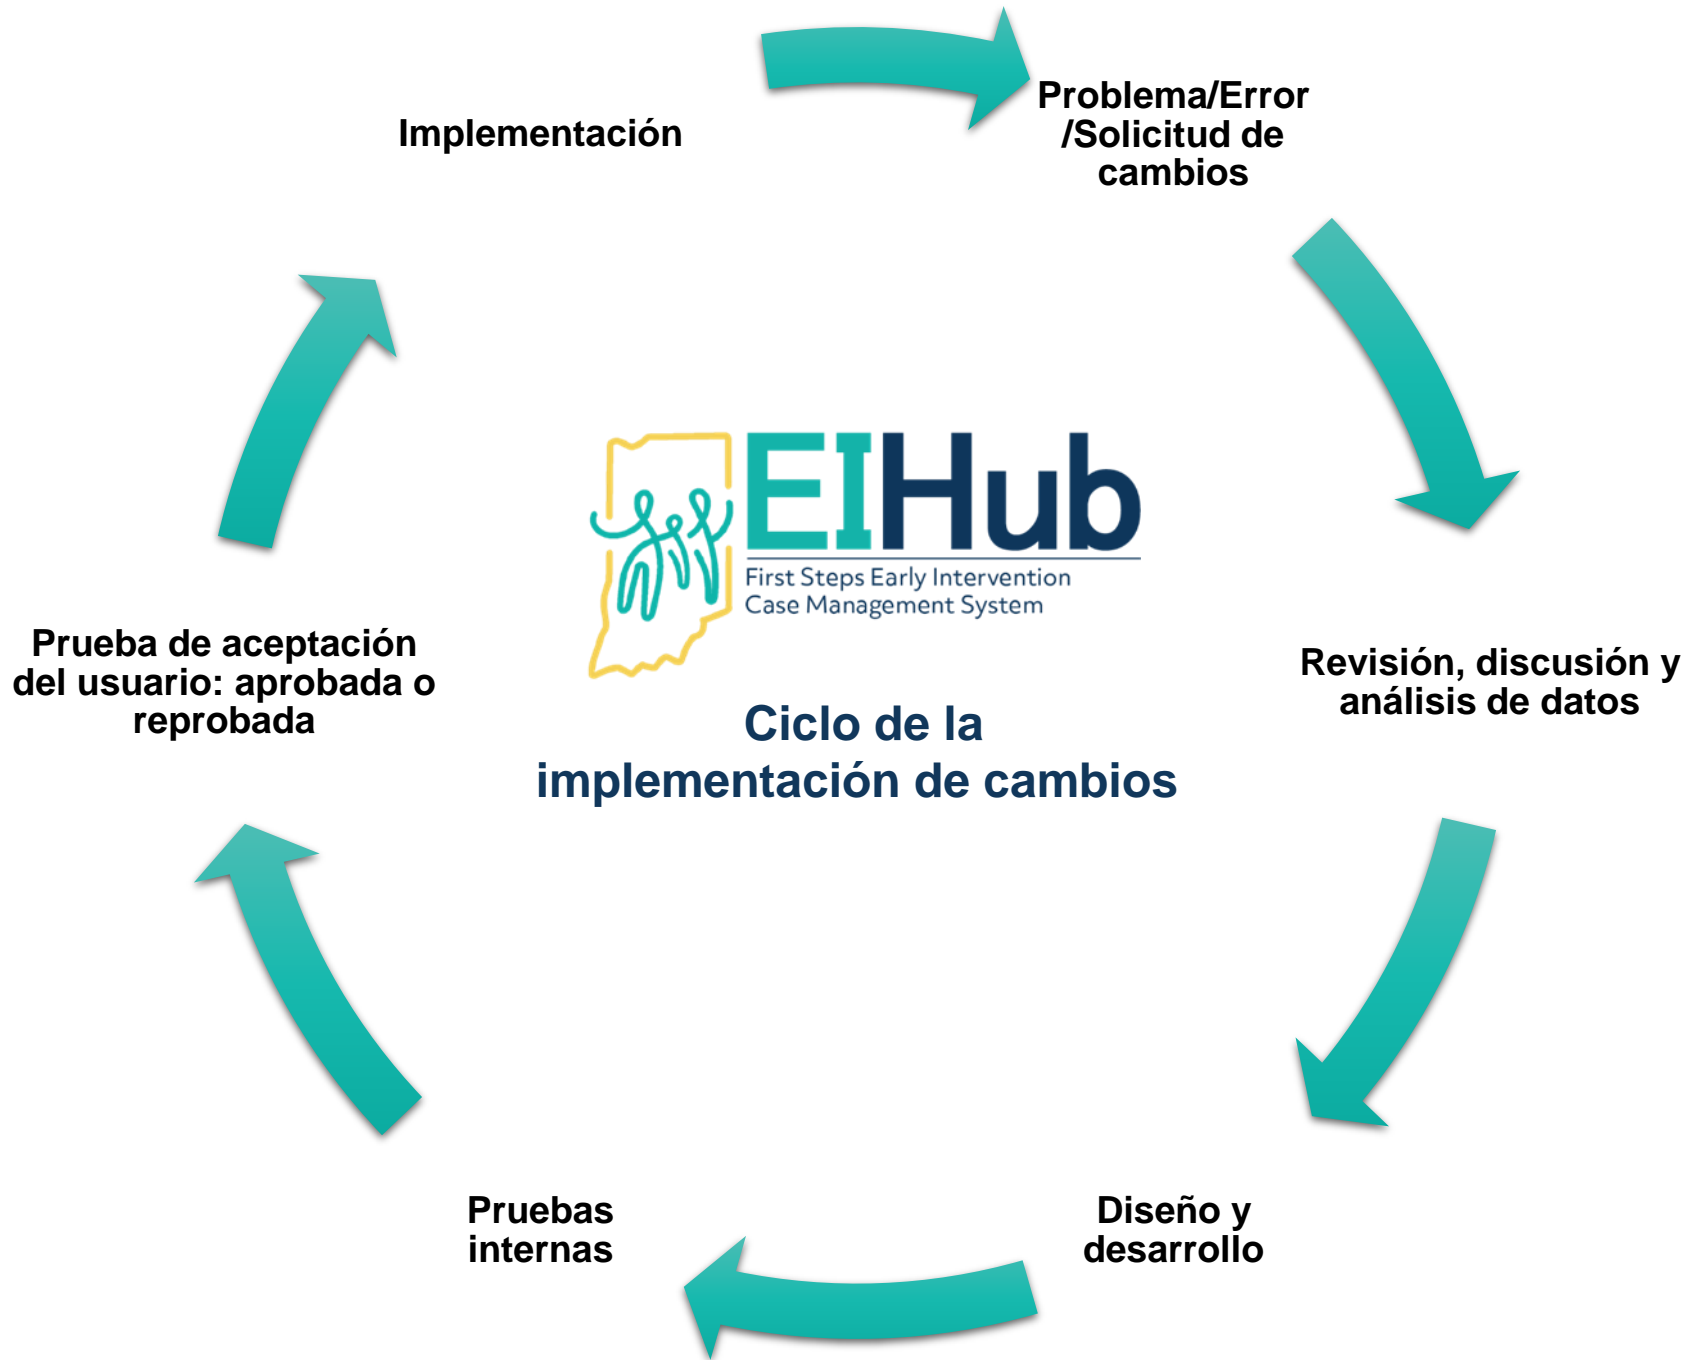 Implementación
Problema/Error
/Solicitud de
cambios
Revisión, discusión y
análisis de datos
Diseño y
desarrollo
Pruebas
internas
Prueba de aceptación
del usuario: aprobada o
reprobada
EIHub
First Steps Early Intervention
Case Management System
Ciclo de la
implementación de cambios